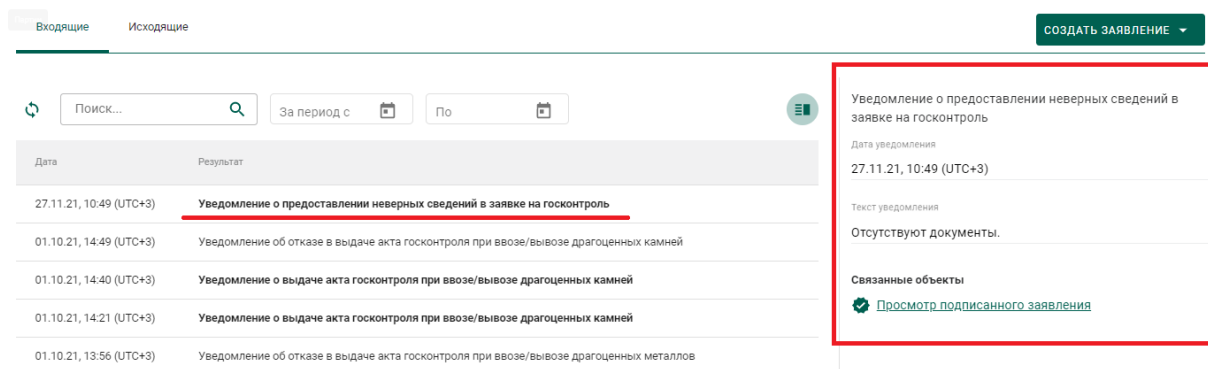 Входящие Исходящие
СОЗДАТЬ ЗАЯВЛЕНИЕ
Поиск... За период с По
Дата Результат
27.11.21, 10:49 (UTC+3) Уведомление о предоставлении неверных сведений в заявке на госконтроль
01.10.21, 14:49 (UTC+3) Уведомление об отказе в выдаче акта госконтроля при ввозе/вывозе драгоценных камней
01.10.21, 14:40 (UTC+3) Уведомление о выдаче акта госконтроля при ввозе/вывозе драгоценных камней
01.10.21, 14:21 (UTC+3) Уведомление о выдаче акта госконтроля при ввозе/вывозе драгоценных камней
01.10.21, 13:56 (UTC+3) Уведомление об отказе в выдаче акта госконтроля при ввозе/вывозе драгоценных металлов
Уведомление о предоставлении неверных сведений в
заявке на госконтроль
Дата уведомления
27.11.21, 10:49 (UTC+3)
Текст уведомления
Отсутствуют документы.
Связанные объекты
Просмотр подписанного заявления